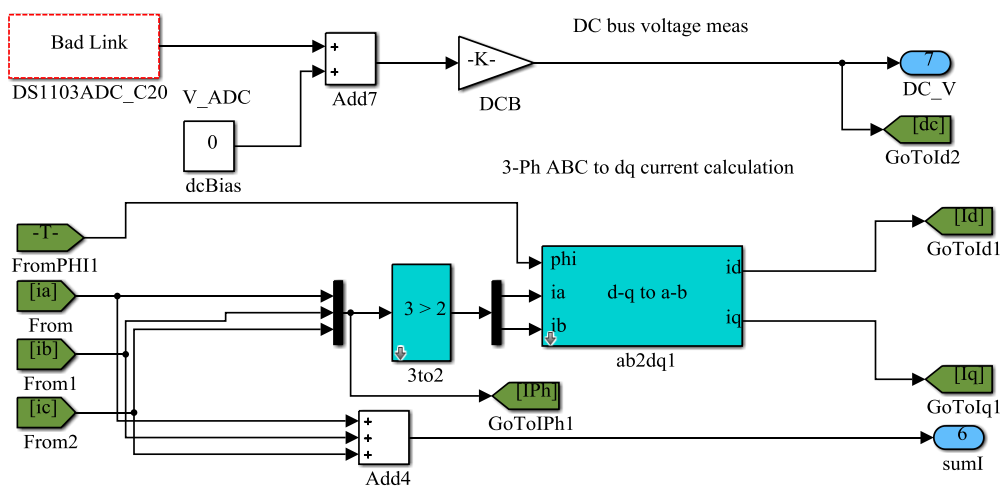 DC bus voltage meas
Bad Link
+
+
-K-
7
DS1103ADC_C20
Add7
DCB
DC_V
V_ADC
0
dcBias
[dc]
GoToId2
3-Ph ABC to dq current calculation
-T-
FromPHI1
[Id]
GoToId1
phi
id
[ia]
From
3 > 2
ia
d-q to a-b
[ib]
From1
ib
iq
3to2
ab2dq1
[Iq]
GoToIq1
[ic]
From2
[IPh]
GoToIPh1
+
+
+
Add4
6
sumI